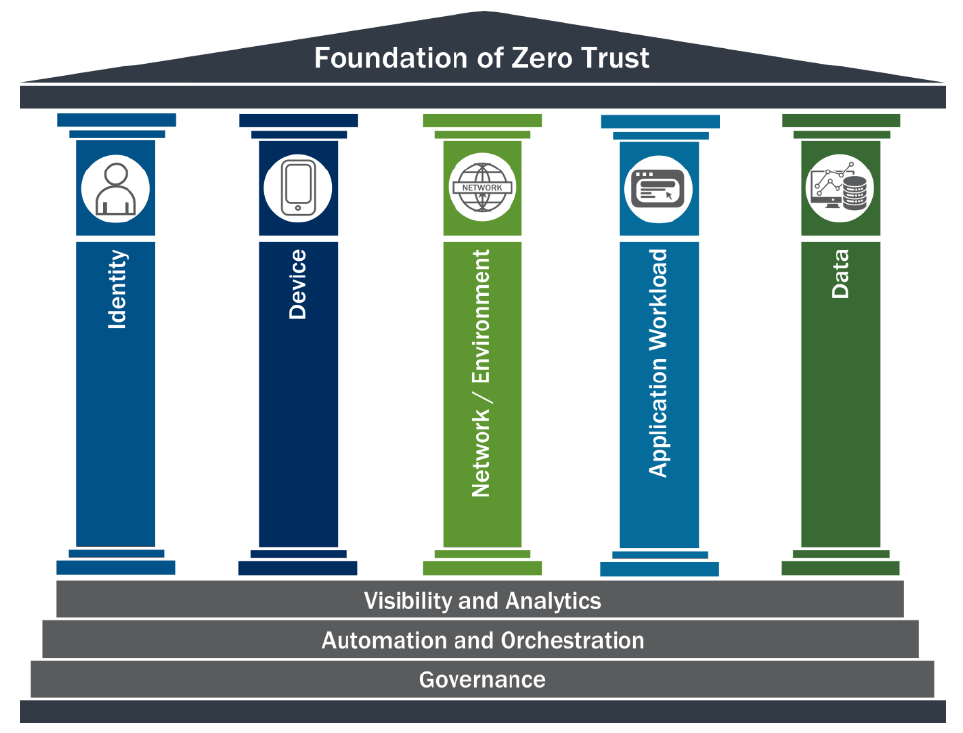 Foundation of Zero Trust
NETWORK
Identity
Device
Network / Environment
Application Workload
Data
Visibility and Analytics
Automation and Orchestration
Governance